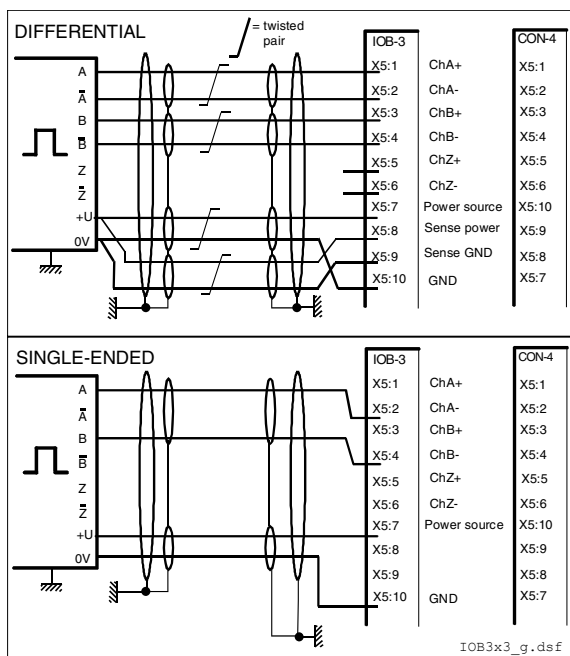 DIFFERENTIAL
= twisted
pair
IOB-3
CON-4
A X5:1 ChA+ X5:1
A̅ X5:2 ChA- X5:2
B X5:3 ChB+ X5:3
B̅ X5:4 ChB- X5:4
Z X5:5 ChZ+ X5:5
Z̅ X5:6 ChZ- X5:6
+U X5:7 Power source X5:10
0V X5:8 Sense power X5:9
X5:9 Sense GND X5:8
X5:10 GND X5:7
SINGLE-ENDED
IOB-3
CON-4
A X5:1 ChA+ X5:1
A̅ X5:2 ChA- X5:2
B X5:3 ChB+ X5:3
B̅ X5:4 ChB- X5:4
Z X5:5 ChZ+ X5:5
Z̅ X5:6 ChZ- X5:6
+U X5:7 Power source X5:10
0V X5:8 X5:9
X5:9 X5:8
X5:10 GND X5:7
IOB3x3_g.dsf